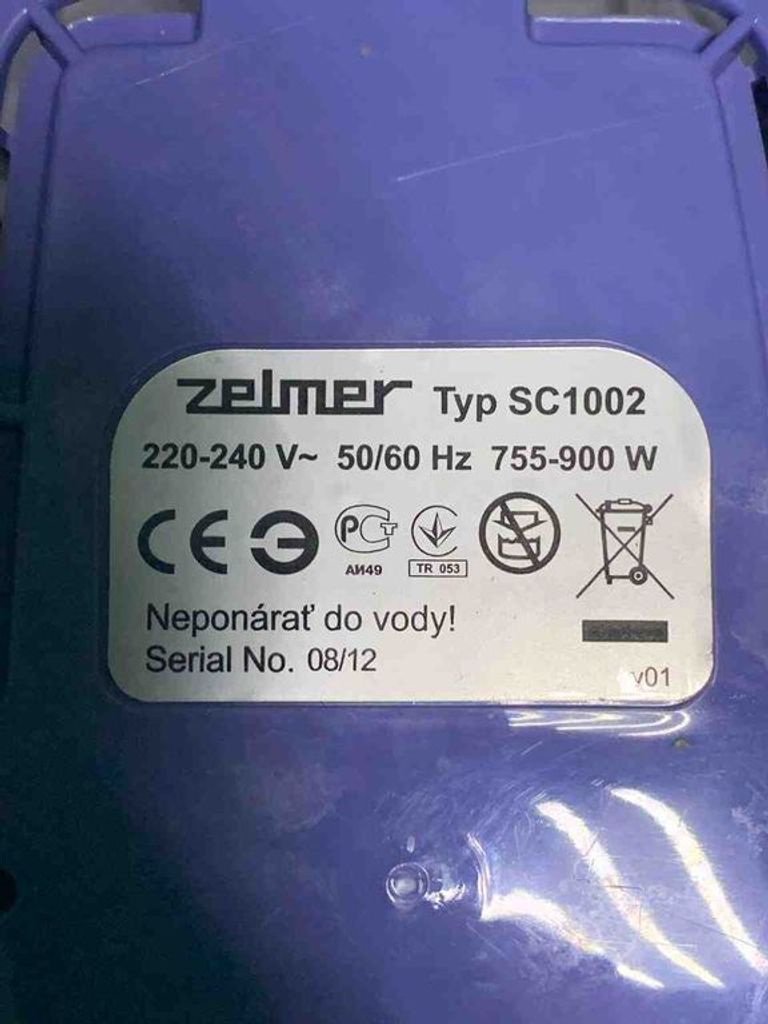 zelmer Typ SC1002
220-240 V~ 50/60 Hz 755-900 W
CE PCT
АИ49 TR 053
Neponárať do vody!
Serial No. 08/12
v01